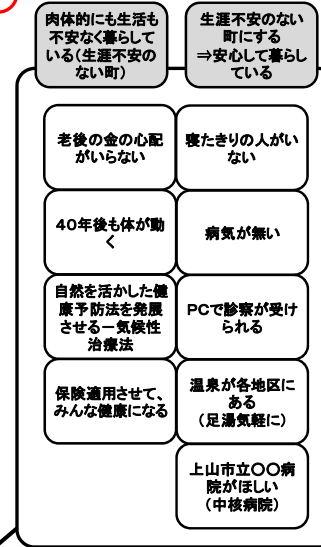 肉体的にも生活も
不安なく暮らして
いる(生涯不安の
ない町)
生涯不安のない
町にする
⇒安心して暮らし
ている
老後の金の心配
がいらない
寝たきりの人がい
ない
40年後も体が動
く
病気が無い
自然を活かした健
康予防法を発展
させるー気候性
治療法
PCで診察が受け
られる
保険適用させて、
みんな健康になる
温泉が各地区に
ある
(足湯気軽に)
上山市立〇〇病
院がほしい
(中核病院)